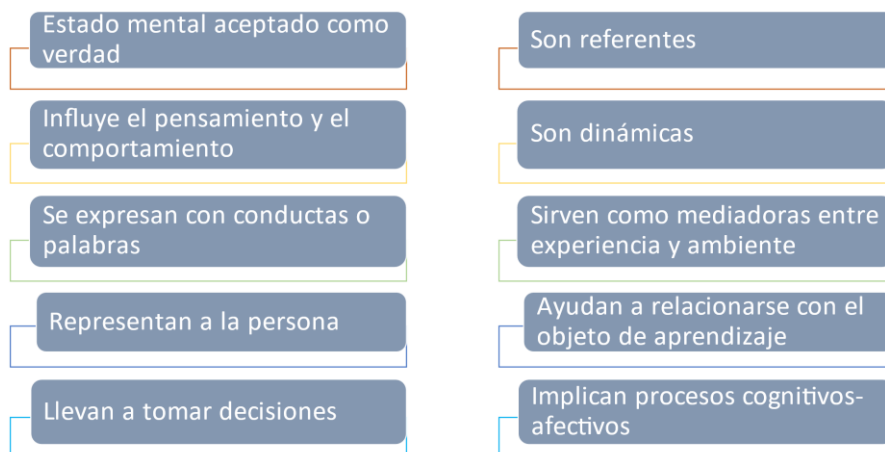 Estado mental aceptado como
verdad
Influye el pensamiento y el
comportamiento
Se expresan con conductas o
palabras
Representan a la persona
Llevan a tomar decisiones
Son referentes
Son dinámicas
Sirven como mediadoras entre
experiencia y ambiente
Ayudan a relacionarse con el
objeto de aprendizaje
Implican procesos cognitivos-
afectivos